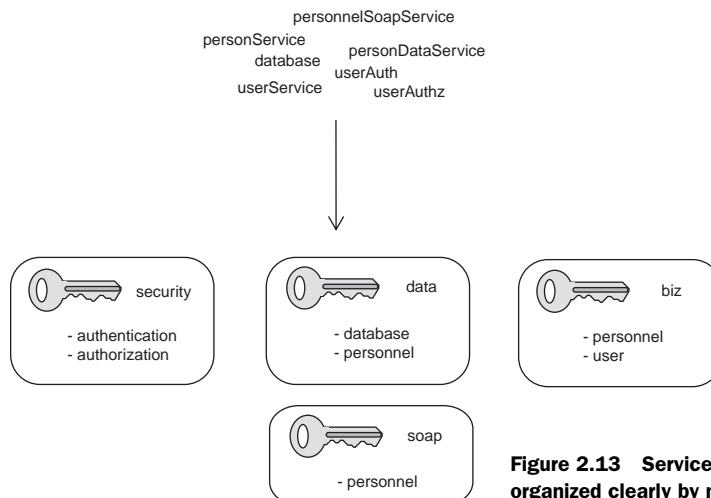 personnelSoapService
personService
personDataService
database
userAuth
userService
userAuthz
security
- authentication
- authorization
data
- database
- personnel
biz
- personnel
- user
soap
- personnel
Figure 2.13 Service
organized clearly by